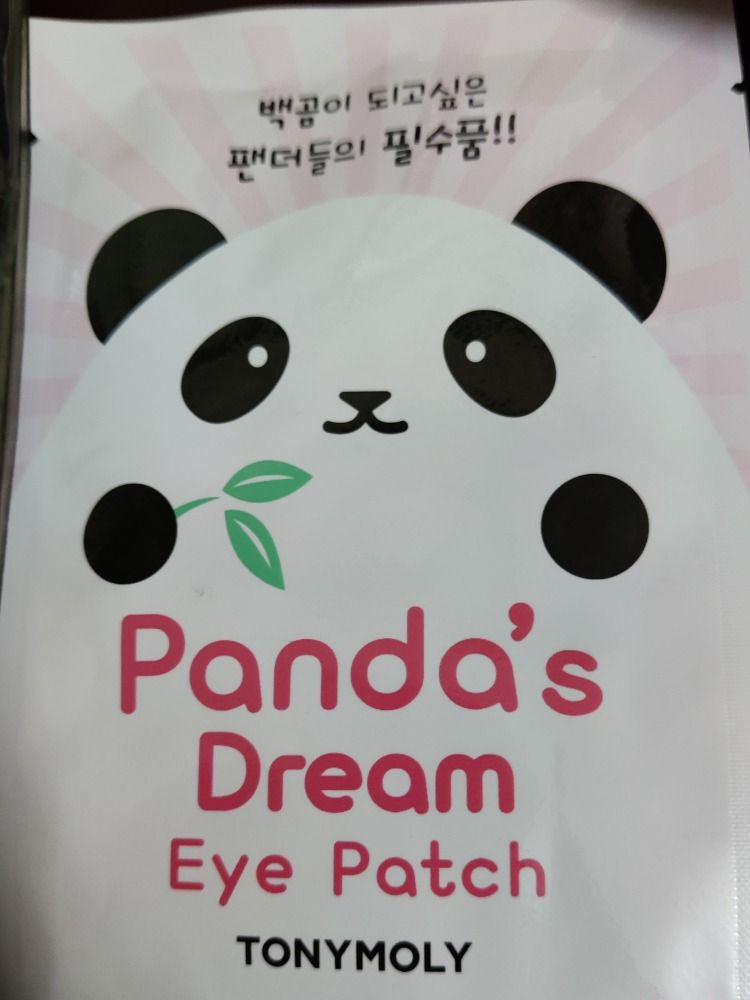 백곰이 되고싶은
팬더들의 필수품!!
Panda's
Dream
Eye Patch
TONYMOLY